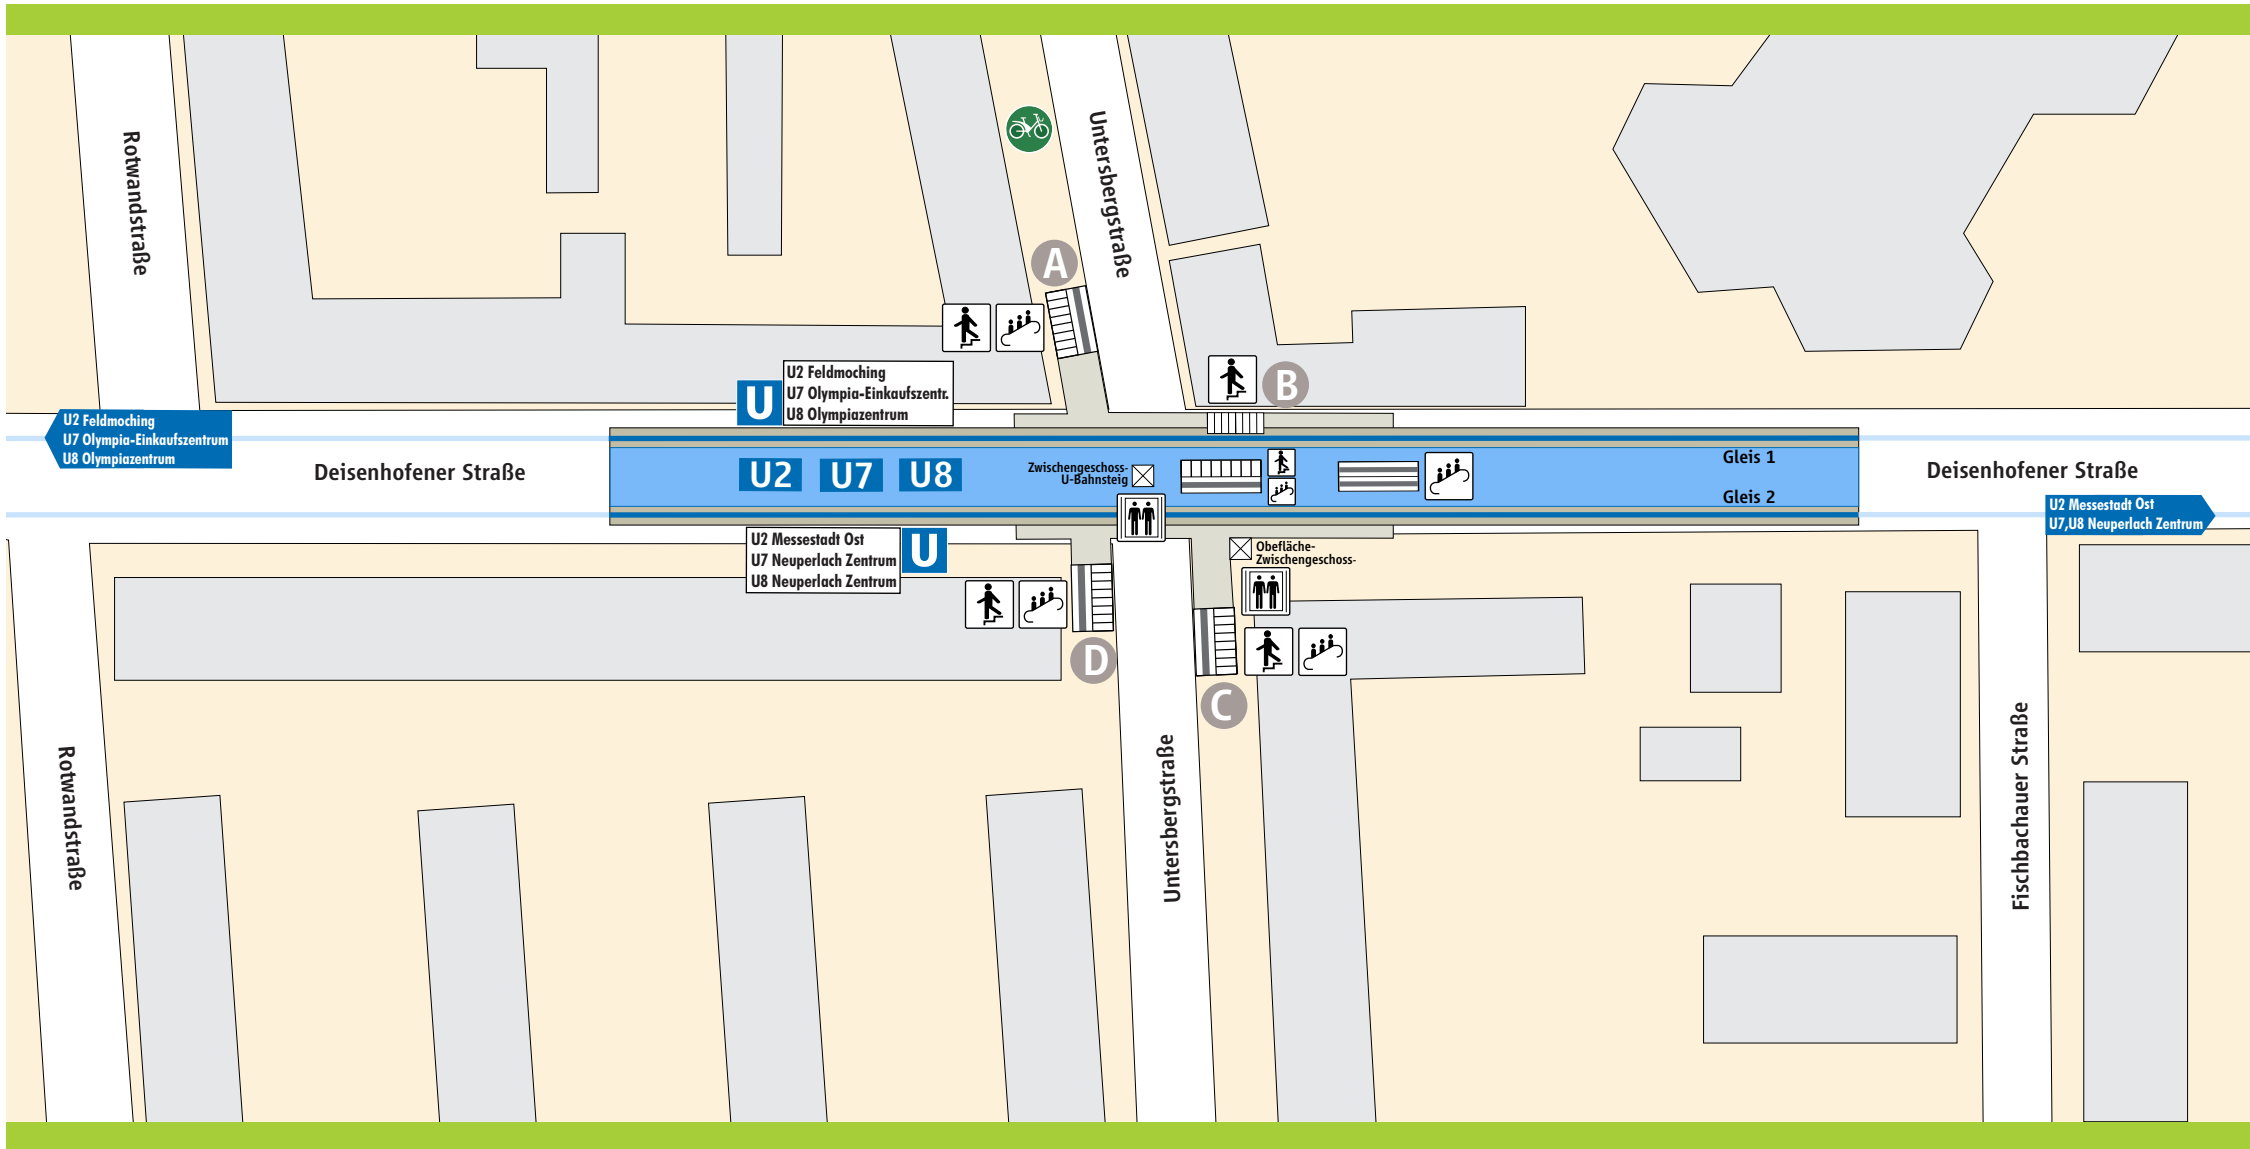 Rotwandstraße
Untersbergstraße
A
B
U
U2 Feldmoching
U7 Olympia-Einkaufszentr.
U8 Olympiazentrum
U2 Feldmoching
U7 Olympia-Einkaufszentrum
U8 Olympiazentrum
Deisenhofener Straße
U2
U7
U8
Zwischengeschoss-
U-Bahnsteig
Gleis 1
Gleis 2
Deisenhofener Straße
U2 Messestadt Ost
U7,U8 Neuperlach Zentrum
U2 Messestadt Ost
U7 Neuperlach Zentrum
U8 Neuperlach Zentrum
U
Obefläche-
Zwischengeschoss-
D
C
Rotwandstraße
Untersbergstraße
Fischbachauer Straße